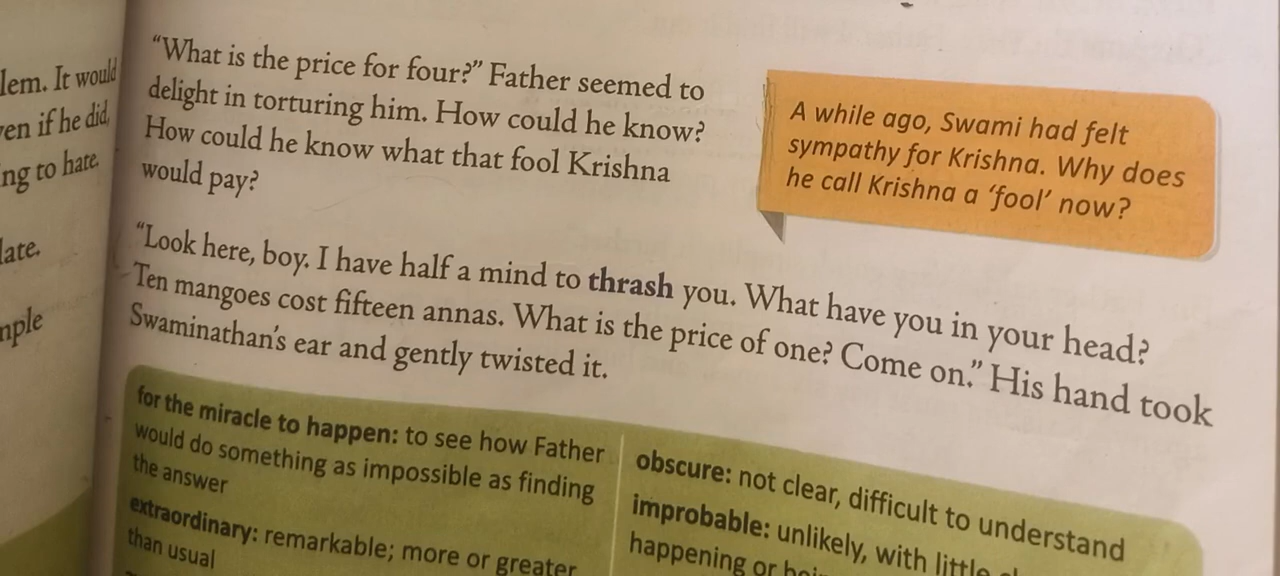 lem. It would
en if he did,
ng to hate.
late.
mple
“What is the price for four?” Father seemed to
delight in torturing him. How could he know?
How could he know what that fool Krishna
would pay?
A while ago, Swami had felt
sympathy for Krishna. Why does
he call Krishna a ‘fool’ now?
“Look here, boy. I have half a mind to thrash you. What have you in your head?
Ten mangoes cost fifteen annas. What is the price of one? Come on.” His hand took
Swaminathan’s ear and gently twisted it.
for the miracle to happen: to see how Father
would do something as impossible as finding
the answer
extraordinary: remarkable; more or greater
than usual
obscure: not clear, difficult to understand
improbable: unlikely, with little
happening or